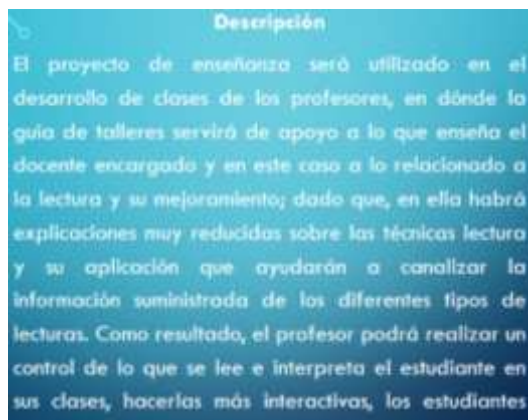 Descripción
El proyecto de enseñanza será utilizado en el
desarrollo de clases de los profesores, en dónde la
guía de talleres servirá de apoyo a lo que enseña el
docente encargado y en este caso a lo relacionado a
la lectura y su mejoramiento; dado que, en ella habrá
explicaciones muy reducidas sobre las técnicas lectura
y su aplicación que ayudarán a canalizar la
información suministrada de los diferentes tipos de
lecturas. Como resultado, el profesor podrá realizar un
control de lo que se lee e interpreta el estudiante en
sus clases, hacerlas más interactivas, los estudiantes